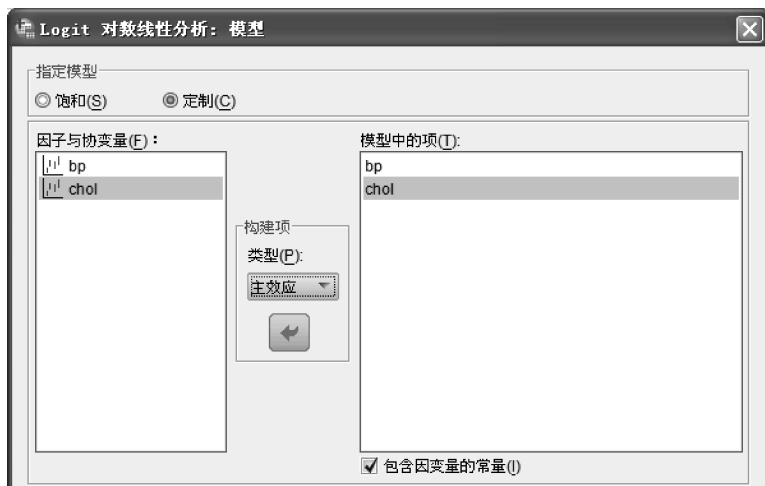 Logit 对数线性分析：模型
指定模型
饱和(S) 定制(C)
因子与协变量(F)：
bp
chol
构建项
类型(P):
主效应
模型中的项(T):
bp
chol
包含因变量的常量(I)